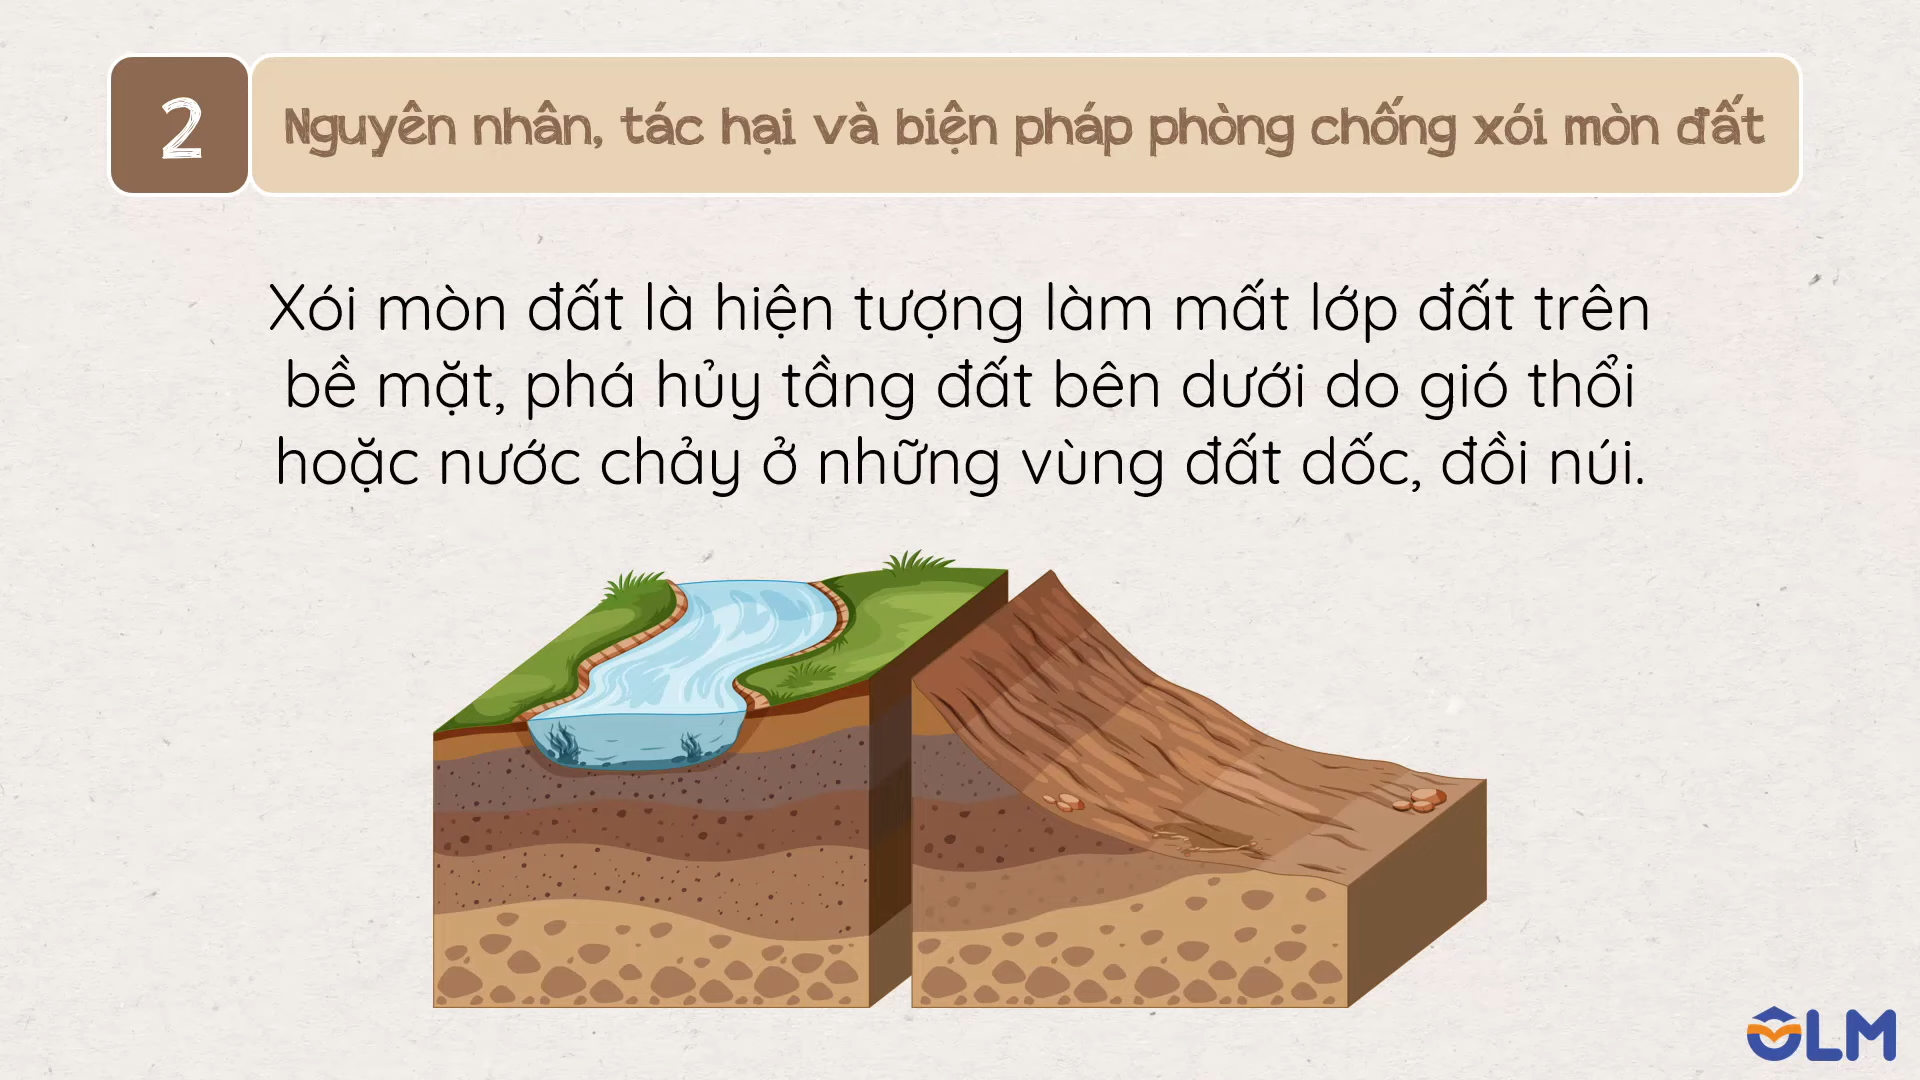 2
Nguyên nhân, tác hại và biện pháp phòng chống xói mòn đất
Xói mòn đất là hiện tượng làm mất lớp đất trên
bề mặt, phá hủy tầng đất bên dưới do gió thổi
hoặc nước chảy ở những vùng đất dốc, đồi núi.
OLM